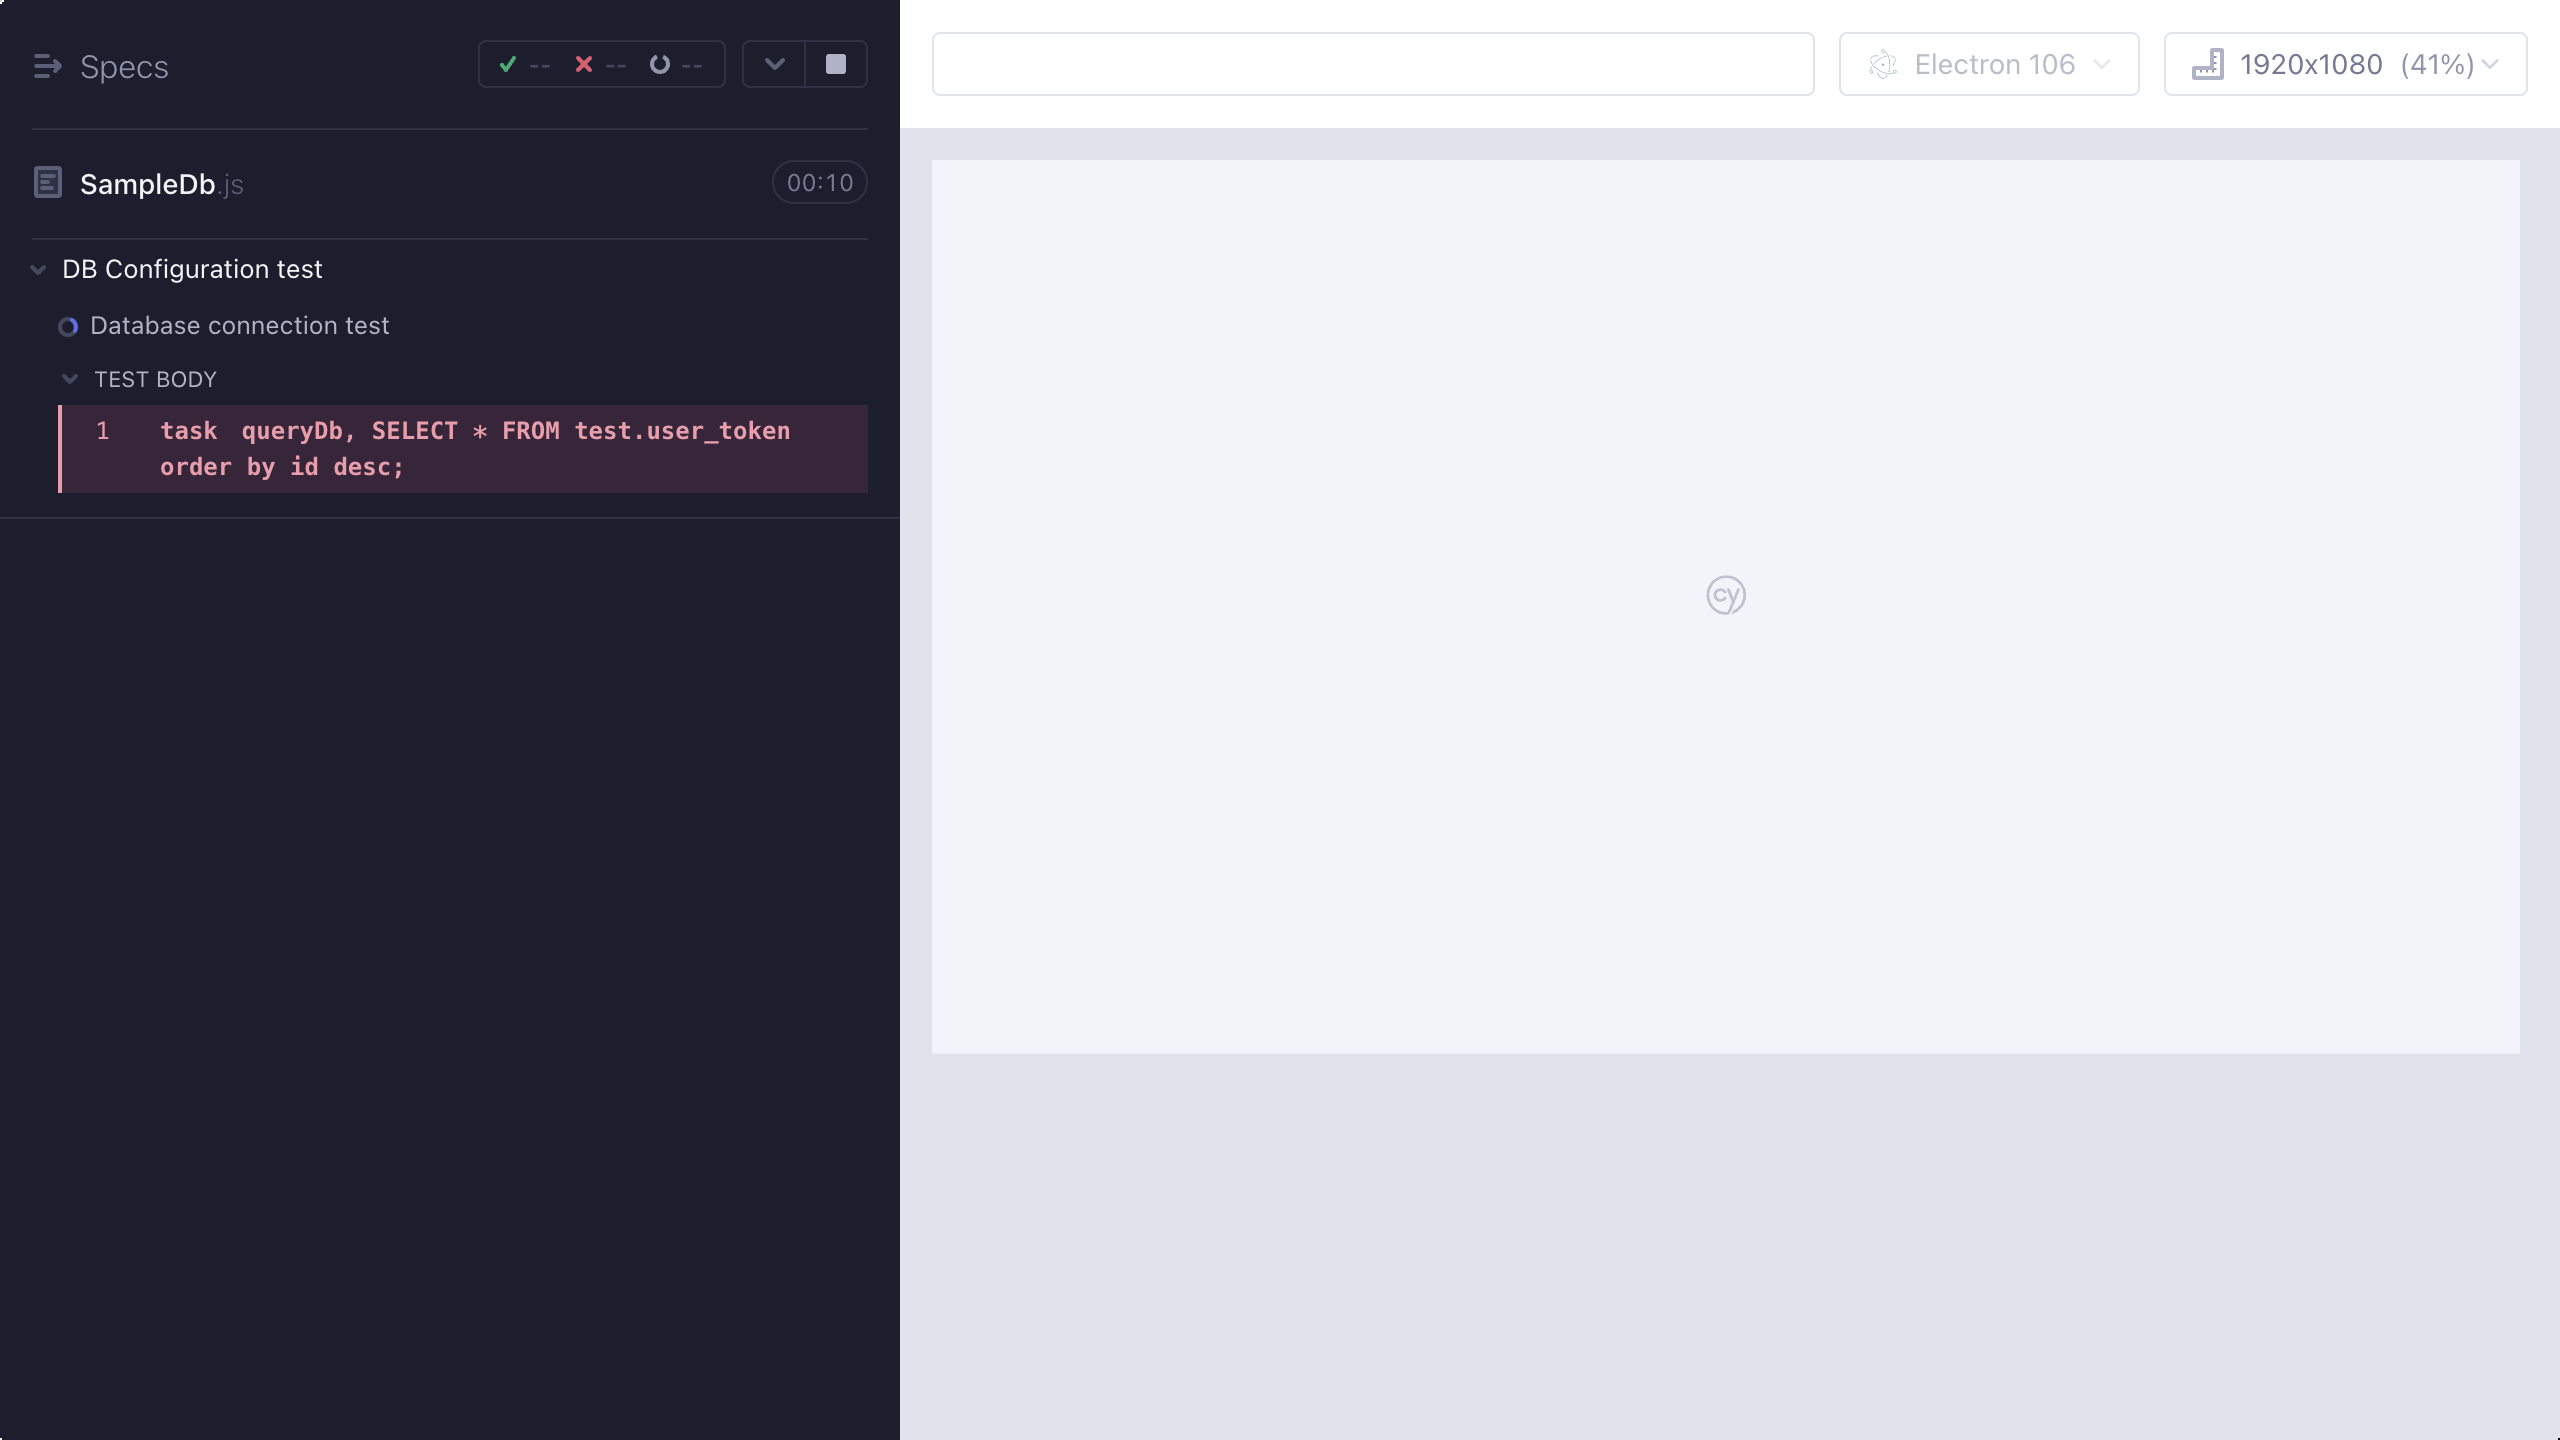 Specs
-- -- --
SampleDb.js
00:10
DB Configuration test
Database connection test
TEST BODY
1 task queryDb, SELECT * FROM test.user_token
order by id desc;
Electron 106
1920x1080 (41%)
cy